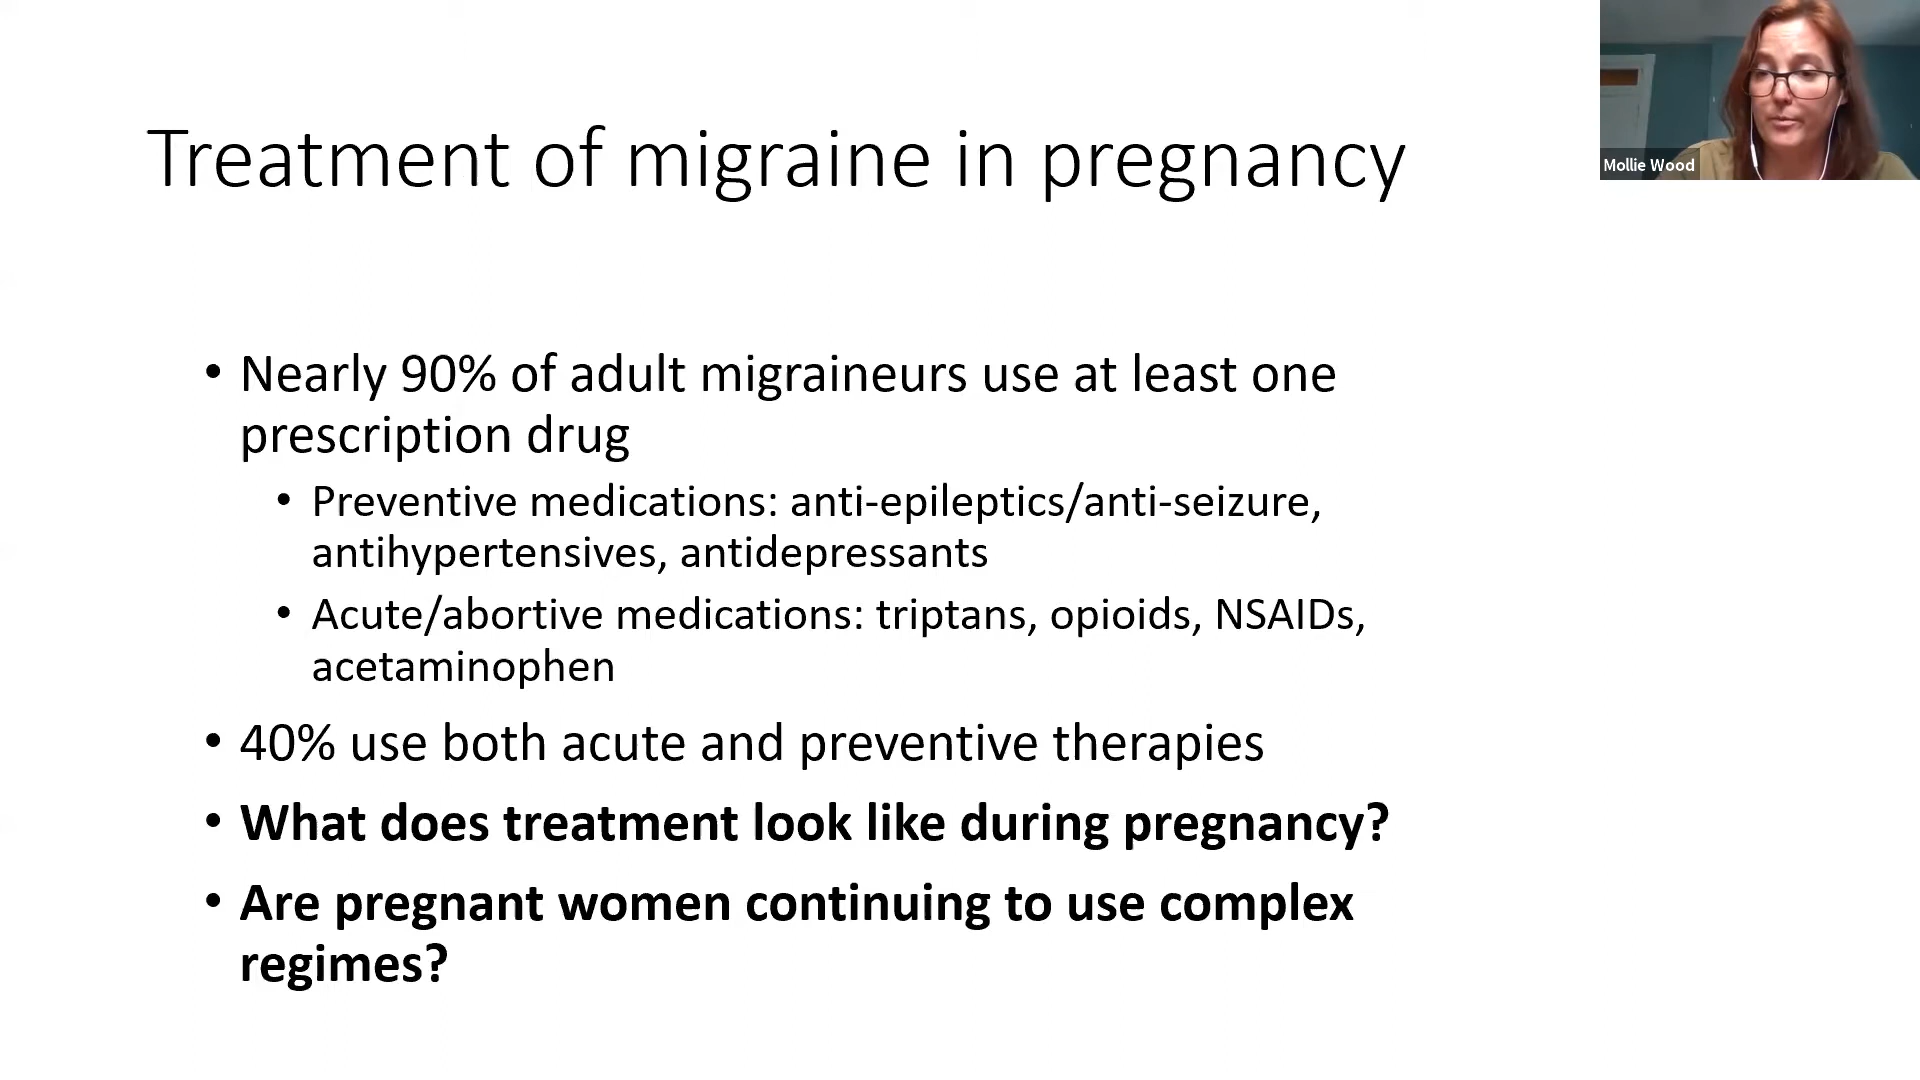 Treatment of migraine in pregnancy
Mollie Wood
• Nearly 90% of adult migraineurs use at least one
prescription drug
• Preventive medications: anti-epileptics/anti-seizure,
antihypertensives, antidepressants
• Acute/abortive medications: triptans, opioids, NSAIDs,
acetaminophen
• 40% use both acute and preventive therapies
• What does treatment look like during pregnancy?
• Are pregnant women continuing to use complex
regimes?